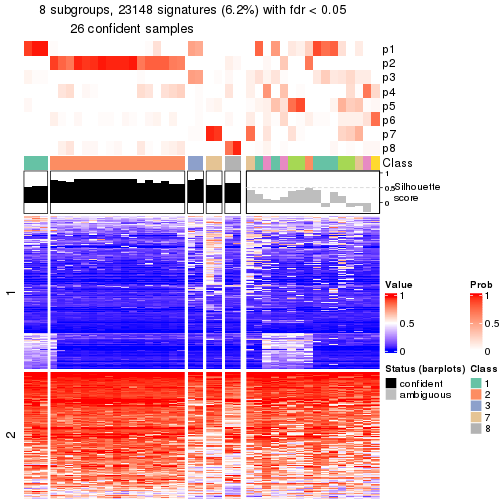 8 subgroups, 23148 signatures (6.2%) with fdr < 0.05
26 confident samples
p1
p2
p3
p4
p5
p6
p7
p8
Class
1
0.5
0
Silhouette
score
1
2
Value
1
0.5
0
Prob
1
0.5
0
Status (barplots)
confident
ambiguous
Class
1
2
3
7
8